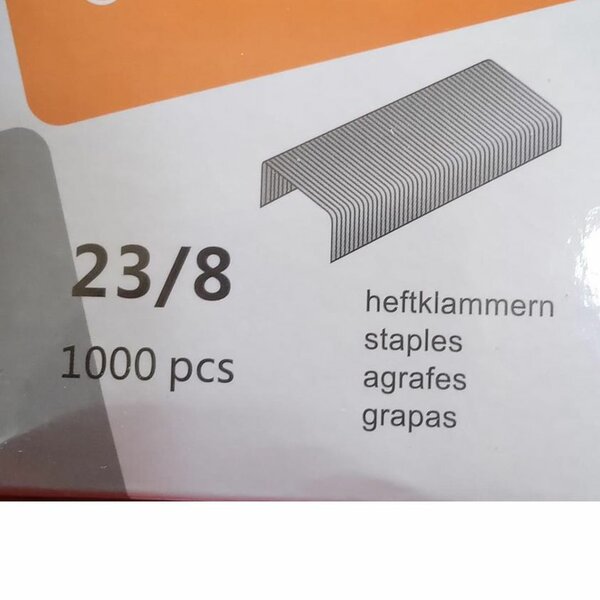 23/8
1000 pcs
heftklammern
staples
agrafes
grapas